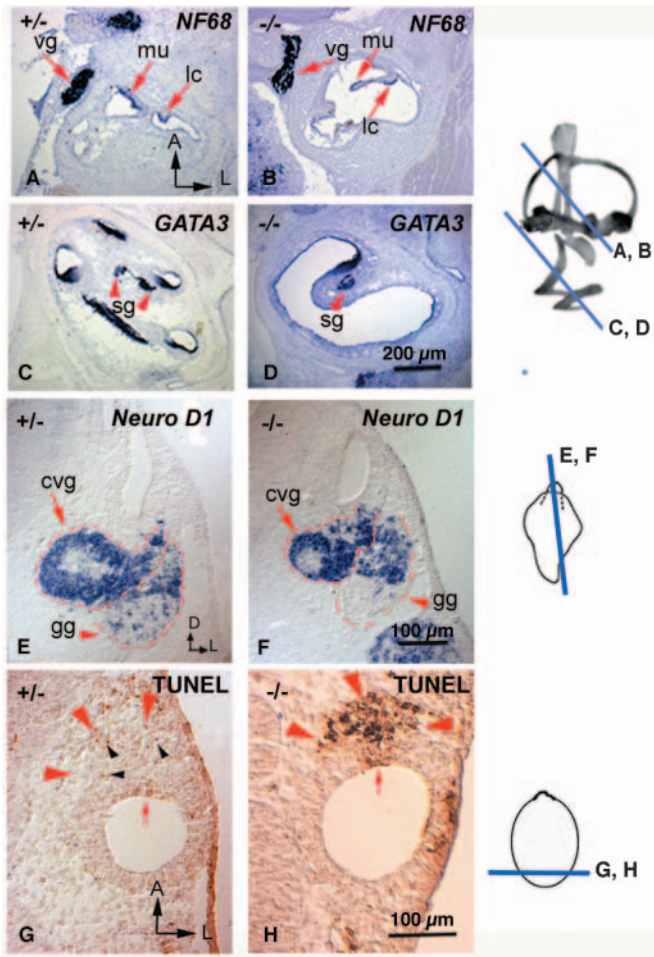 +/- NF68
vg
mu
lc
A
A
L
-/- NF68
mu
vg
lc
B
A, B
C, D
+/- GATA3
sg
C
-/- GATA3
sg
D
200 µm
+/- Neuro D1
cvg
gg
D
L
E
-/- Neuro D1
cvg
gg
F
100 µm
E, F
+/- TUNEL
A
L
G
-/- TUNEL
H
100 µm
G, H